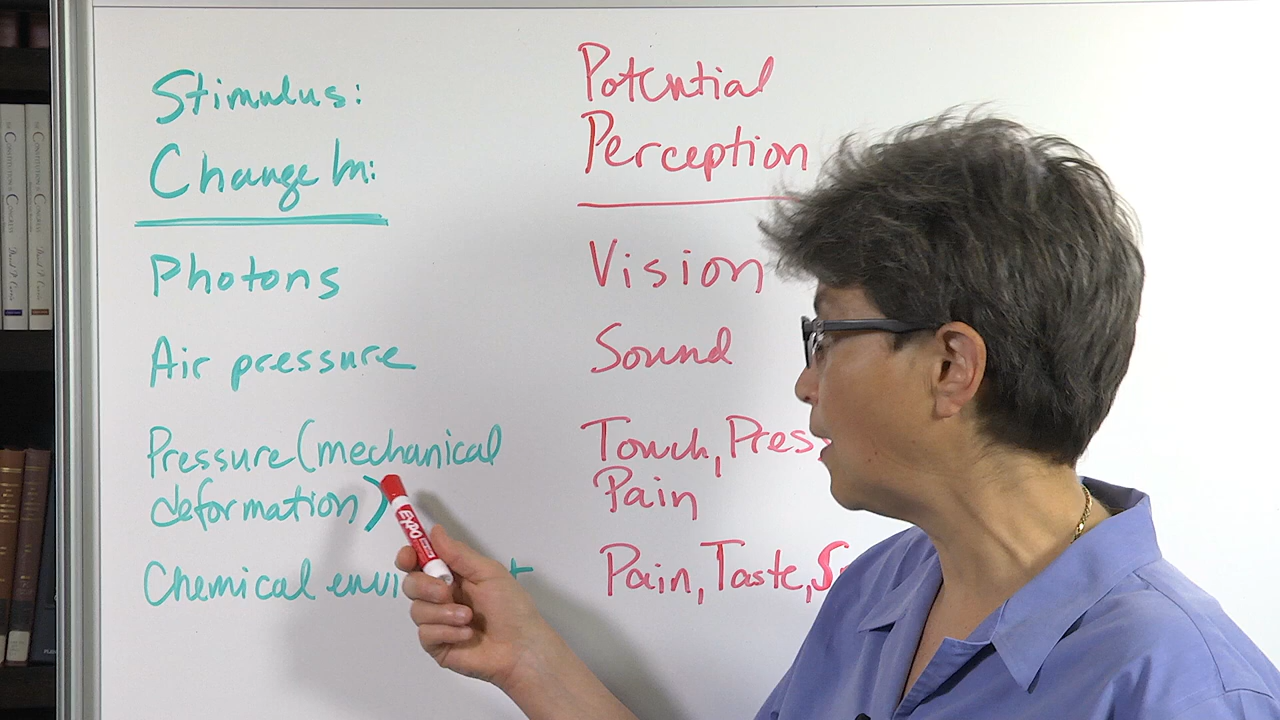 Stimulus:
Change In:
Photons
Air pressure
Pressure (mechanical
deformation)
Chemical
Potential
Perception
Vision
Sound
Touch,
Pain
Pain, Taste,
EXPO